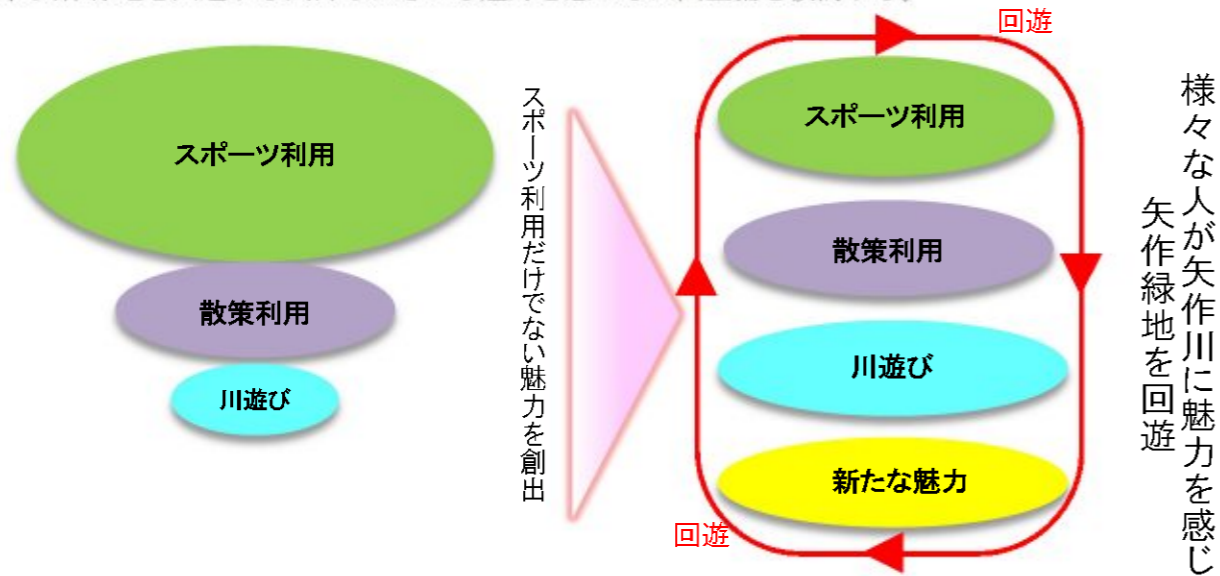 スポーツ利用
散策利用
川遊び
スポーツ利用だけでない魅力を創出
回遊
スポーツ利用
散策利用
川遊び
新たな魅力
回遊
様々な人が矢作川に魅力を感じ
矢作緑地を回遊